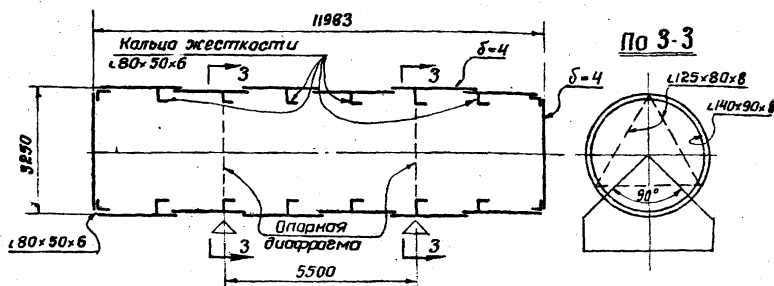 11983
Кольца жесткости
∟80×50×6
3
3
δ=4
δ=4
По 3-3
∟125×80×8
∟140×90×8
3250
90°
Опорная
диафрагма
∟80×50×6
3
3
5500